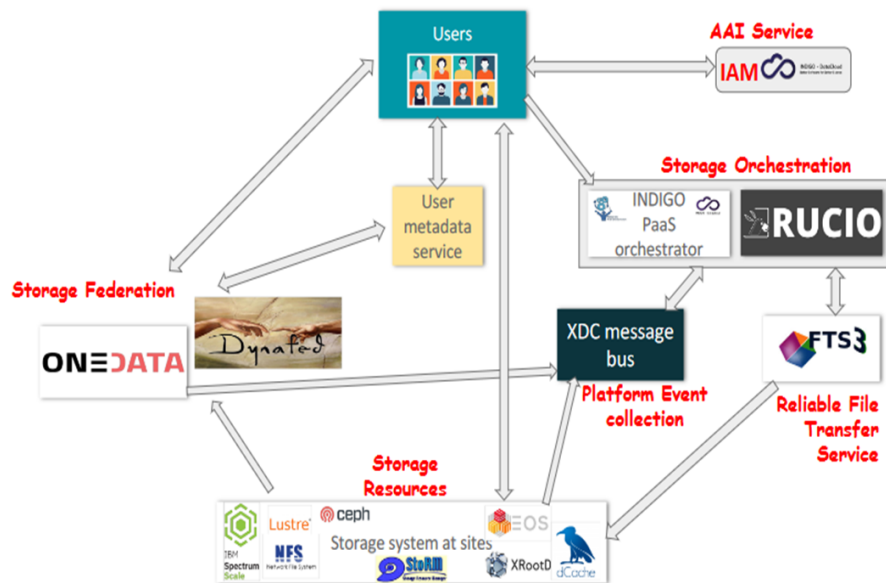 Users
AAI Service
IAM
INDIGO - DataCloud
Storage Orchestration
INDIGO
PaaS
orchestrator
RUCIO
User
metadata
service
Storage Federation
ONEDATA
Dynafed
XDC message
bus
FTS3
Platform Event
collection
Reliable File
Transfer
Service
Storage
Resources
IBM
Spectrum
Scale
Lustre
ceph
EOS
NFS
Network File System
Storage system at sites
StoRM
XRootD
dCache